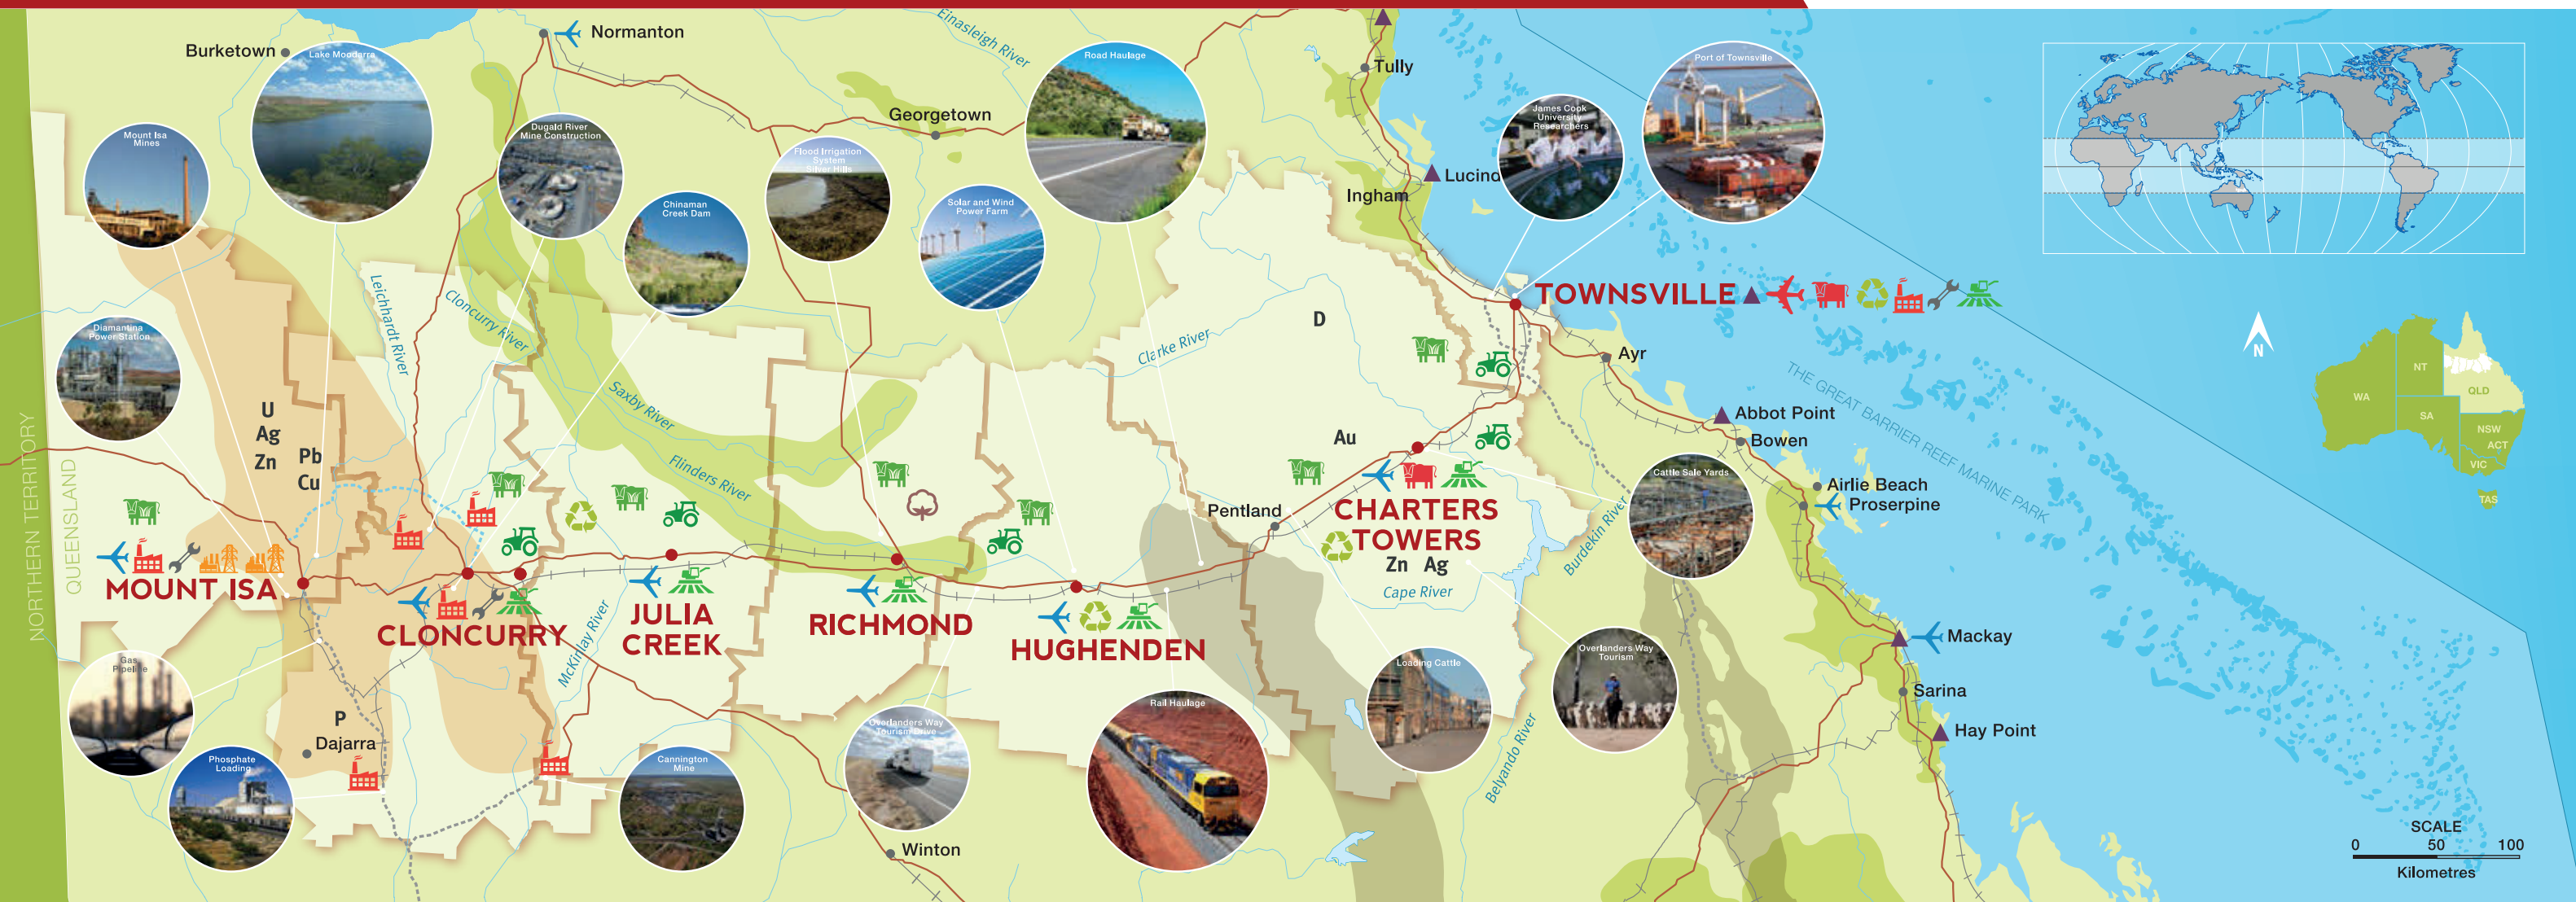 Burketown
Lake Moodarra
Normanton
Einasleigh River
Road Haulage
Tully
Port of Townsville
Mount Isa
Mines
Dugald River
Mine Construction
Georgetown
James Cook
University
Researchers
Flood Irrigation
System
Silver Hills
Chinaman
Creek Dam
Solar and Wind
Power Farm
Lucind
Ingham
Leichhardt River
Cloncurry River
Diamantina
Power Station
Clarke River
D
TOWNSVILLE
Ayr
N
THE GREAT BARRIER REEF MARINE PARK
WA
NT
QLD
SA
NSW
ACT
VIC
TAS
NORTHERN TERRITORY
QUEENSLAND
U
Ag
Zn
Pb
Cu
Saxby River
Flinders River
Au
Abbot Point
Bowen
Cattle Sale Yards
Airlie Beach
Proserpine
Pentland
CHARTERS
TOWERS
Zn Ag
Cape River
Burdekin River
MOUNT ISA
CLONCURRY
McKinlay River
JULIA
CREEK
RICHMOND
HUGHENDEN
Mackay
Gas
Pipeline
Loading Cattle
Overlanders Way
Tourism
Sarina
P
Dajarra
Phosphate
Loading
Cannington
Mine
Overlanders Way
Tourism Drive
Rail Haulage
Belyando River
Hay Point
Winton
SCALE
0 50 100
Kilometres